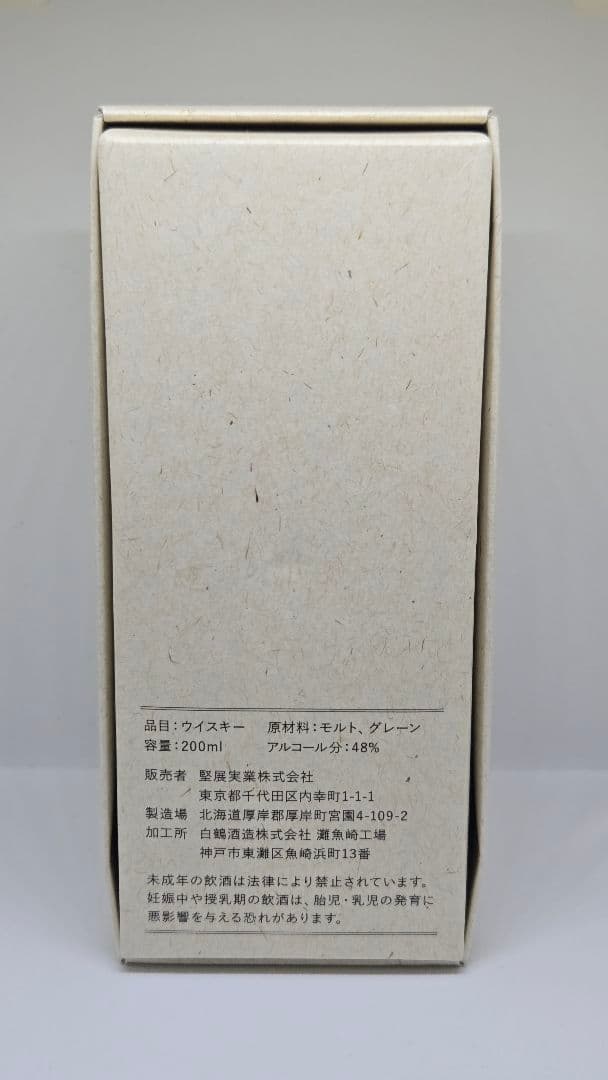 品目：ウイスキー　原材料：モルト、グレーン
容量：200ml　アルコール分：48%
販売者　堅展実業株式会社
東京都千代田区内幸町1-1-1
製造場　北海道厚岸郡厚岸町宮園4-109-2
加工所　白鶴酒造株式会社 灘魚崎工場
神戸市東灘区魚崎浜町13番
未成年の飲酒は法律により禁止されています。
妊娠中や授乳期の飲酒は、胎児・乳児の発育に
悪影響を与える恐れがあります。